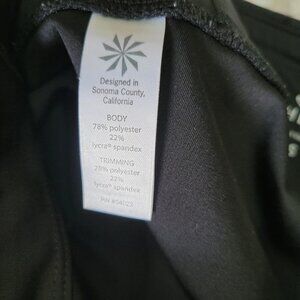 Designed in
Sonoma County,
California
BODY
78% polyester
22%
lycra® spandex
TRIMMING
78% polyester
22%
lycra® spandex